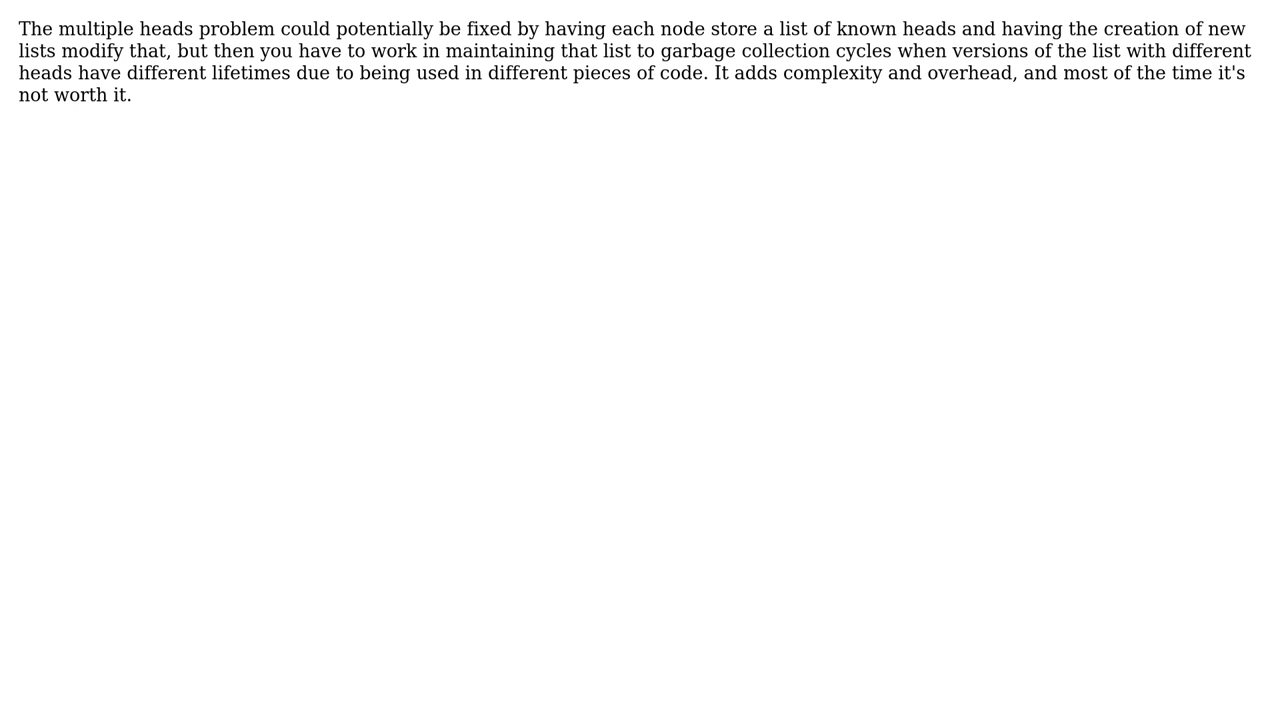 The multiple heads problem could potentially be fixed by having each node store a list of known heads and having the creation of new
lists modify that, but then you have to work in maintaining that list to garbage collection cycles when versions of the list with different
heads have different lifetimes due to being used in different pieces of code. It adds complexity and overhead, and most of the time it's
not worth it.